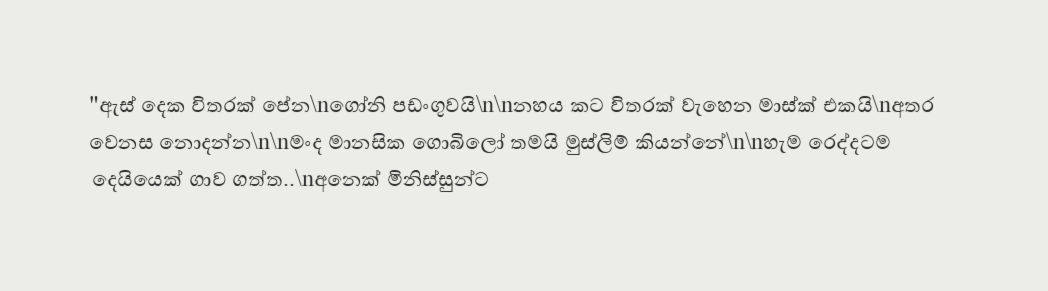 "ඇස් දෙක විතරක් පේන\nගෝනි පඩංගුවයි\n\nනහය කට විතරක් වැහෙන මාස්ක් එකයි\nඅතර
වෙනස නොදන්න\n\nමංද මානසික ගොබිලෝ තමයි මුස්ලිම් කියන්නේ\n\nහැම රෙද්දටම
දෙයියෙක් ගාව ගත්ත..\nඅනෙක් මිනිස්සුන්ට